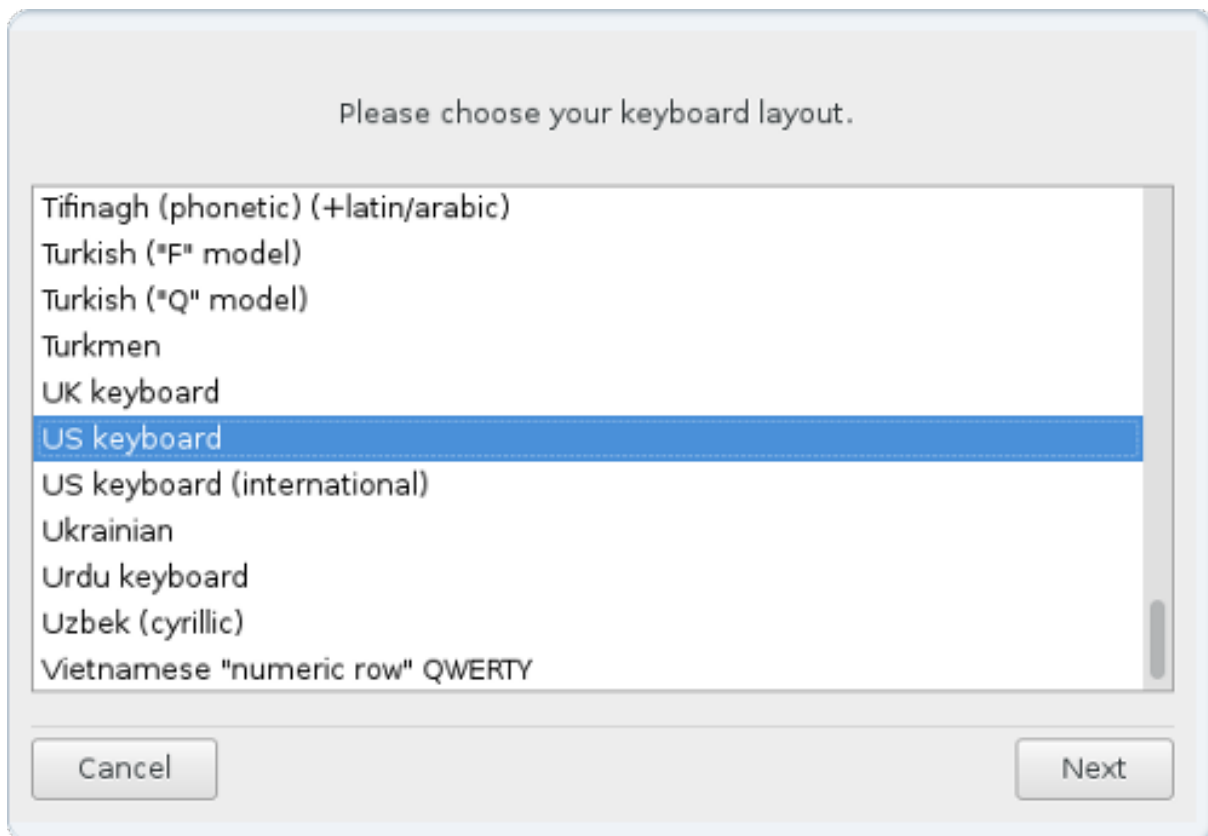 Please choose your keyboard layout.
Tifinagh (phonetic) (+latin/arabic)
Turkish ("F" model)
Turkish ("Q" model)
Turkmen
UK keyboard
US keyboard
US keyboard (international)
Ukrainian
Urdu keyboard
Uzbek (cyrillic)
Vietnamese "numeric row" QWERTY
Cancel
Next